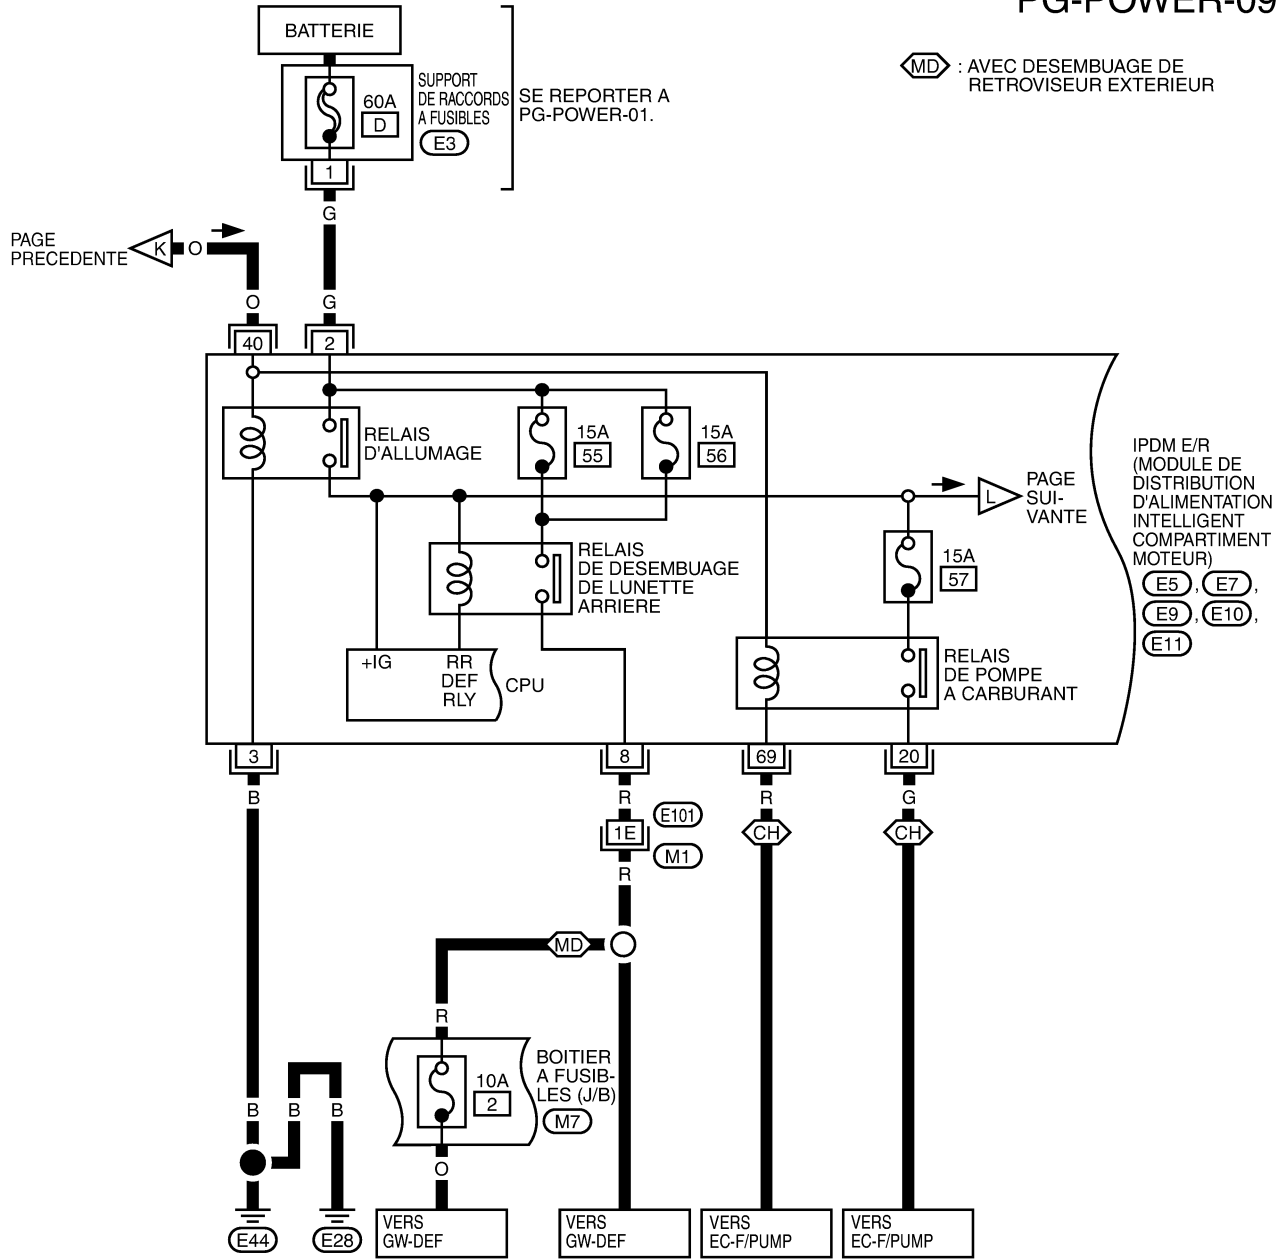 PG-POWER-09
BATTERIE
MD : AVEC DESEMBUAGE DE
RETROVISEUR EXTERIEUR
60A
D
SUPPORT
DE RACCORDS
A FUSIBLES
E3
SE REPORTER A
PG-POWER-01.
1
G
PAGE
PRECEDENTE
K
O
O
G
40
2
RELAIS
D'ALLUMAGE
15A
55
15A
56
L
PAGE
SUI-
VANTE
IPDM E/R
(MODULE DE
DISTRIBUTION
D'ALIMENTATION
INTELLIGENT
COMPARTIMENT
MOTEUR)
E5 , E7 ,
E9 , E10 ,
E11
RELAIS
DE DESEMBUAGE
DE LUNETTE
ARRIERE
15A
57
+IG
RR
DEF
RLY
CPU
RELAIS
DE POMPE
A CARBURANT
3
8
69
20
B
R
R
G
E101
1E
M1
CH
CH
R
MD
R
10A
2
BOITIER
A FUSIB-
LES (J/B)
M7
B
B
B
O
E44
E28
VERS
GW-DEF
VERS
GW-DEF
VERS
EC-F/PUMP
VERS
EC-F/PUMP